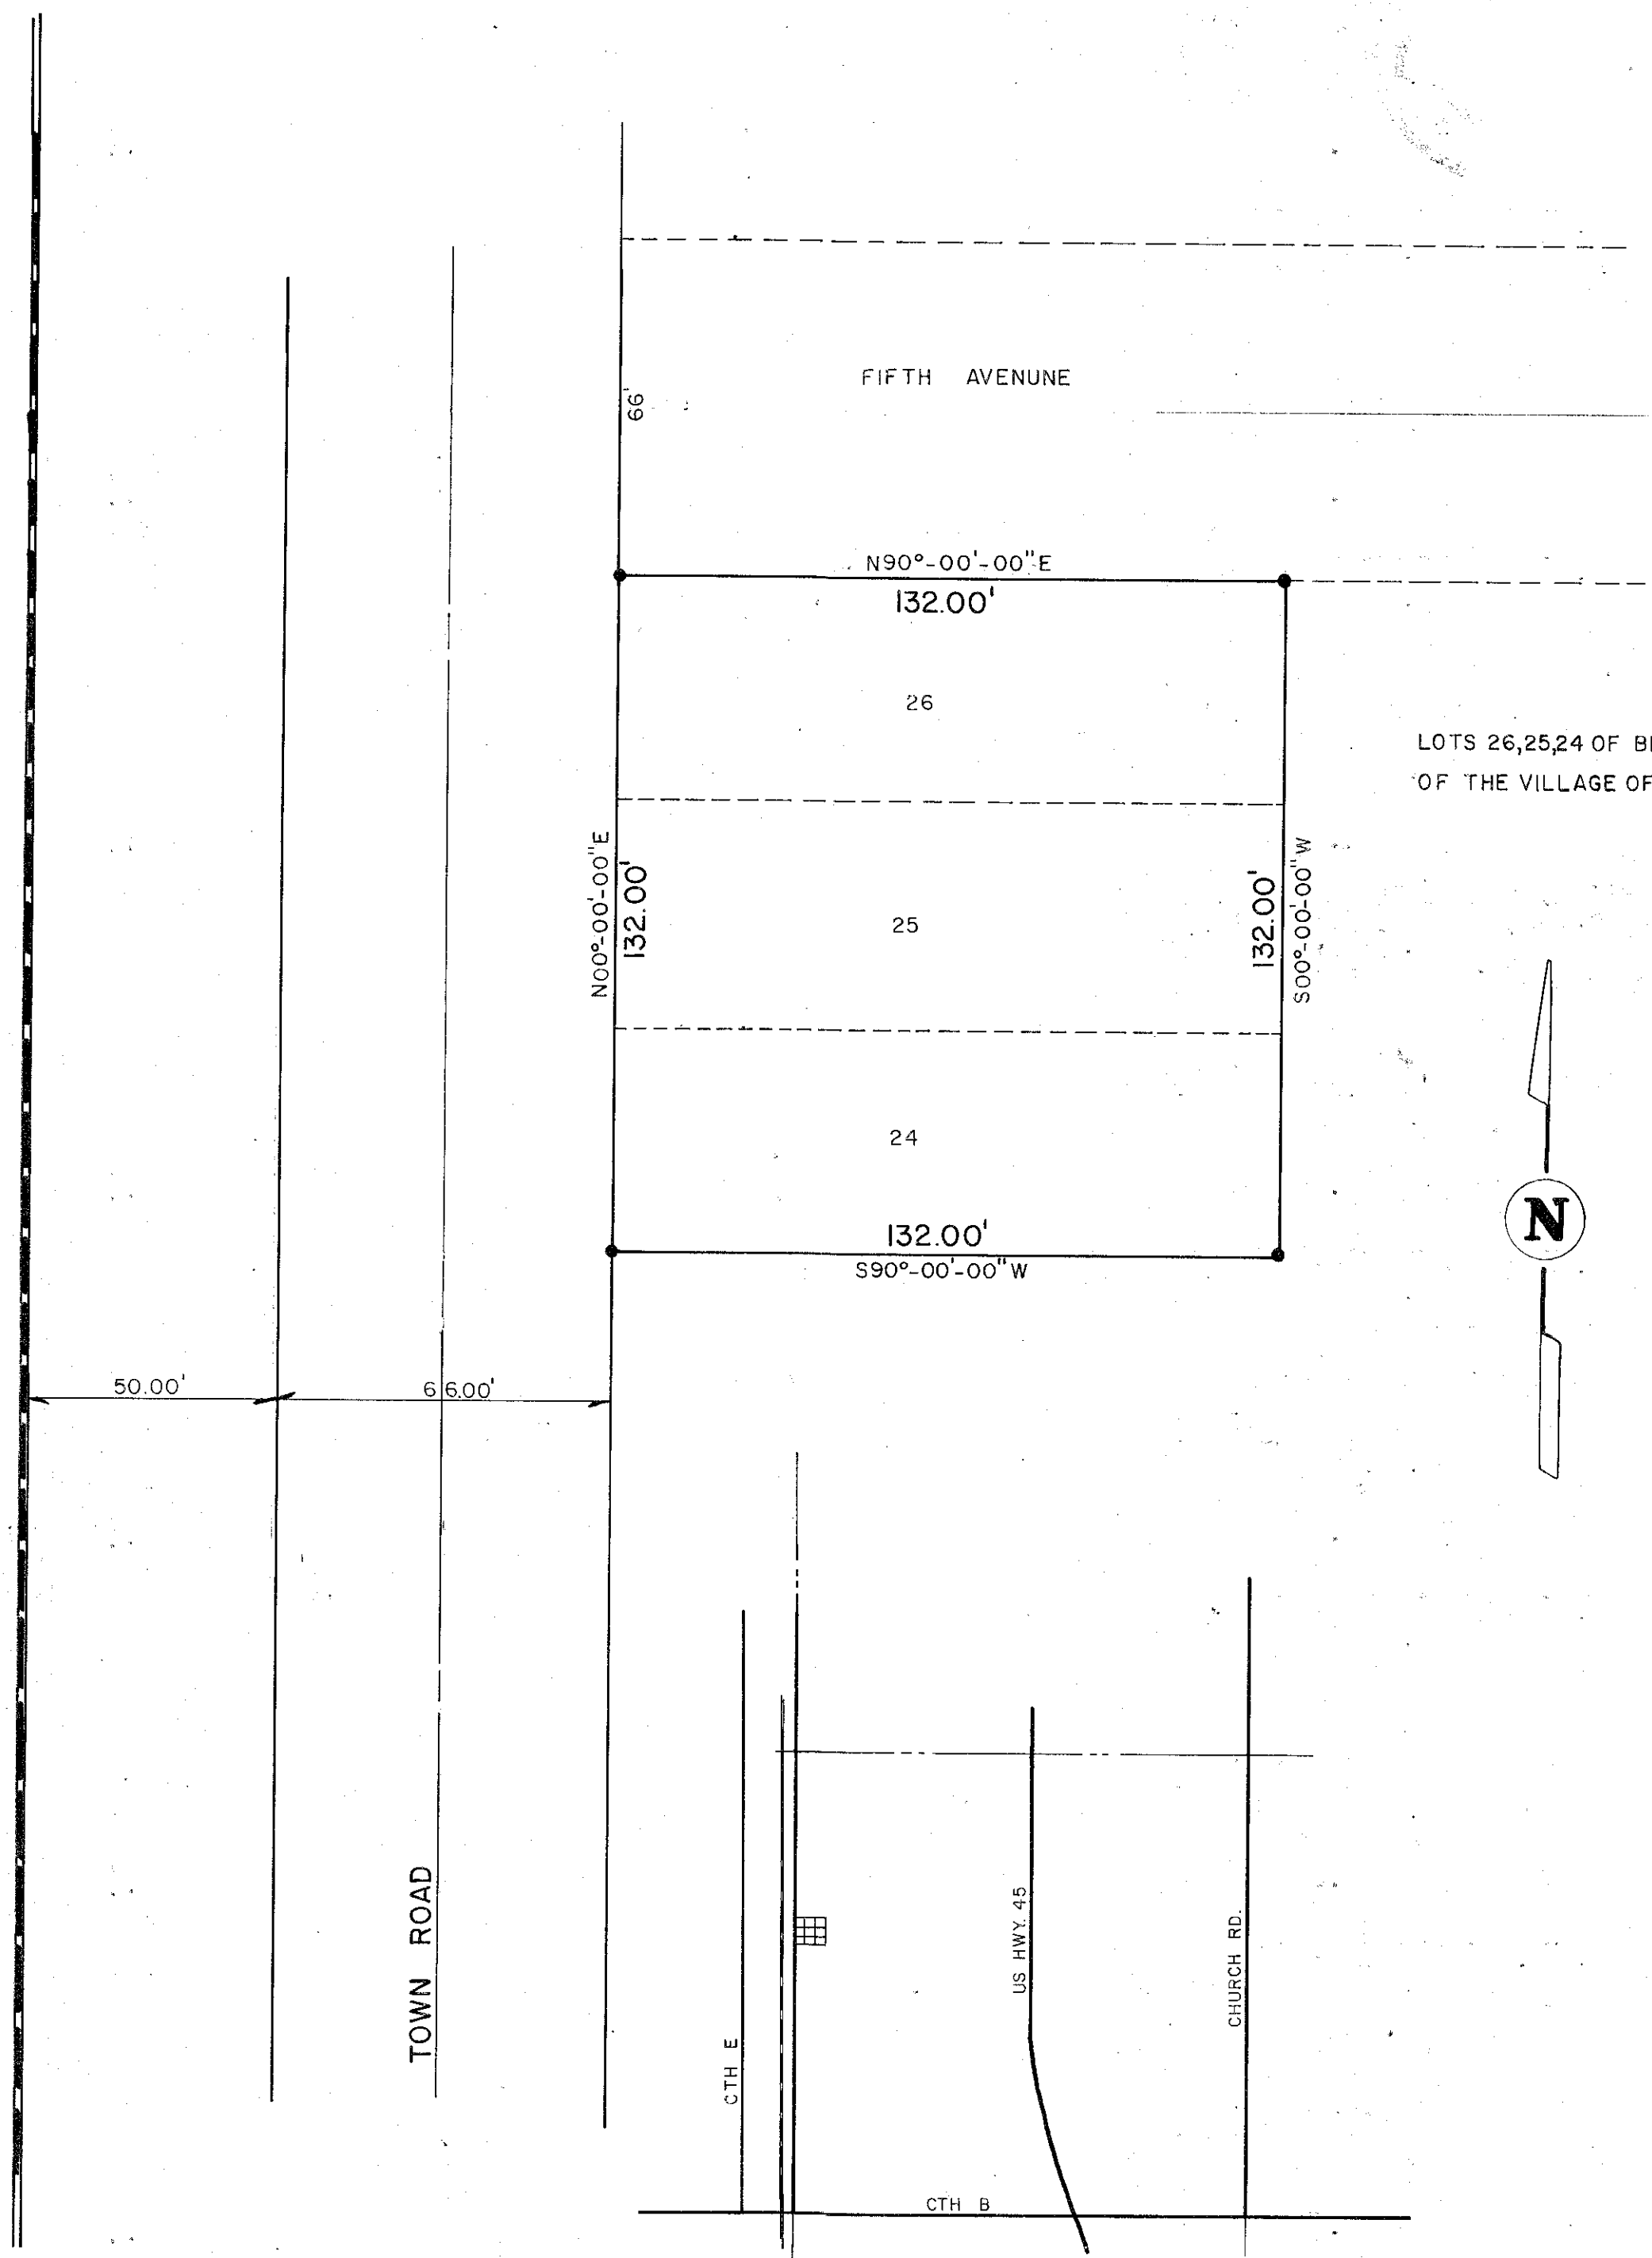 FIFTH AVENUNE
66'
N90°-00'-00"E
132.00'
26
LOTS 26,25,24 OF
OF THE VILLAGE OF
N00°-00'-00"E
132.00'
25
132.00'
S00°-00'-00"W
24
N
132.00'
S90°-00'-00"W
50.00'
66.00'
TOWN ROAD
CTH E
US HWY. 45
CHURCH RD.
CTH B